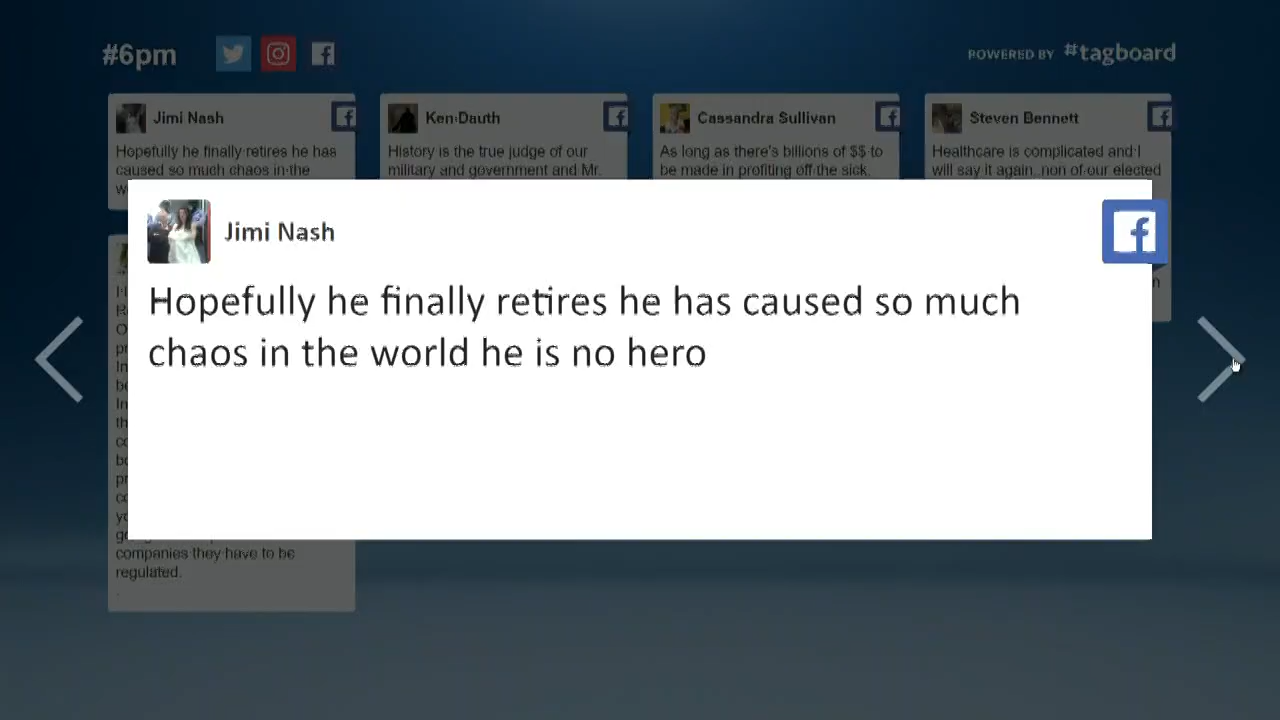 #6pm
POWERED BY #tagboard
Jimi Nash
Hopefully he finally retires he has
caused so much chaos in the
Ken Dauth
History is the true judge of our
military and government and Mr.
Cassandra Sullivan
As long as there's billions of $$ to
be made in profiting off the sick.
Steven Bennett
Healthcare is complicated and I
will say it again..non of our elected
Jimi Nash
Hopefully he finally retires he has caused so much
chaos in the world he is no hero
companies they have to be
regulated.